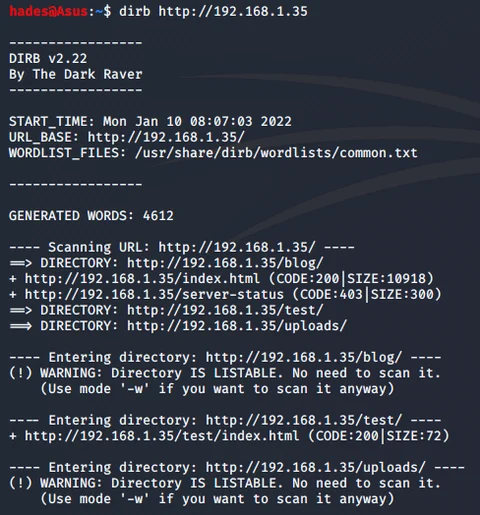 hades@Asus:~$ dirb http://192.168.1.35
-----------------
DIRB v2.22
By The Dark Raver
-----------------
START_TIME: Mon Jan 10 08:07:03 2022
URL_BASE: http://192.168.1.35/
WORDLIST_FILES: /usr/share/dirb/wordlists/common.txt
-----------------
GENERATED WORDS: 4612
---- Scanning URL: http://192.168.1.35/ ----
==> DIRECTORY: http://192.168.1.35/blog/
+ http://192.168.1.35/index.html (CODE:200|SIZE:10918)
+ http://192.168.1.35/server-status (CODE:403|SIZE:300)
==> DIRECTORY: http://192.168.1.35/test/
==> DIRECTORY: http://192.168.1.35/uploads/
---- Entering directory: http://192.168.1.35/blog/ ----
(!) WARNING: Directory IS LISTABLE. No need to scan it.
(Use mode '-w' if you want to scan it anyway)
---- Entering directory: http://192.168.1.35/test/ ----
+ http://192.168.1.35/test/index.html (CODE:200|SIZE:72)
---- Entering directory: http://192.168.1.35/uploads/ ----
(!) WARNING: Directory IS LISTABLE. No need to scan it.
(Use mode '-w' if you want to scan it anyway)